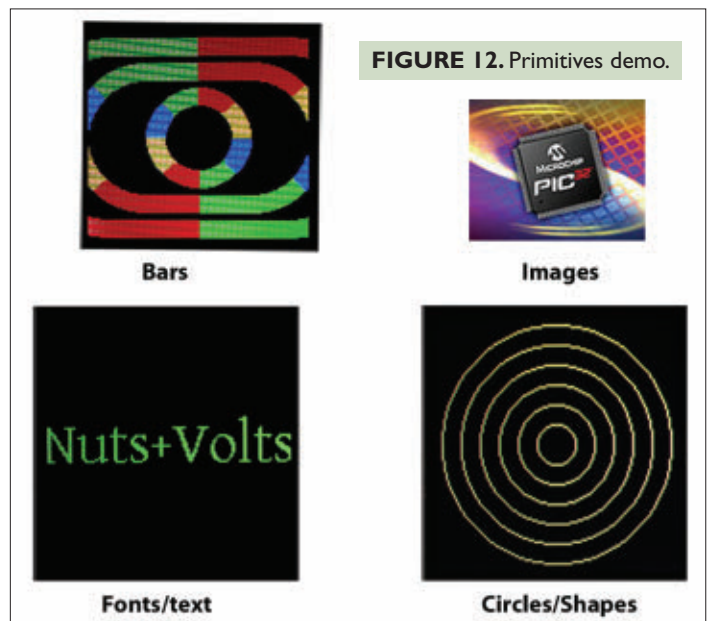 FIGURE 12. Primitives demo.
MICROCHIP
PIC32
Bars
Images
Nuts+Volts
Fonts/text
Circles/Shapes